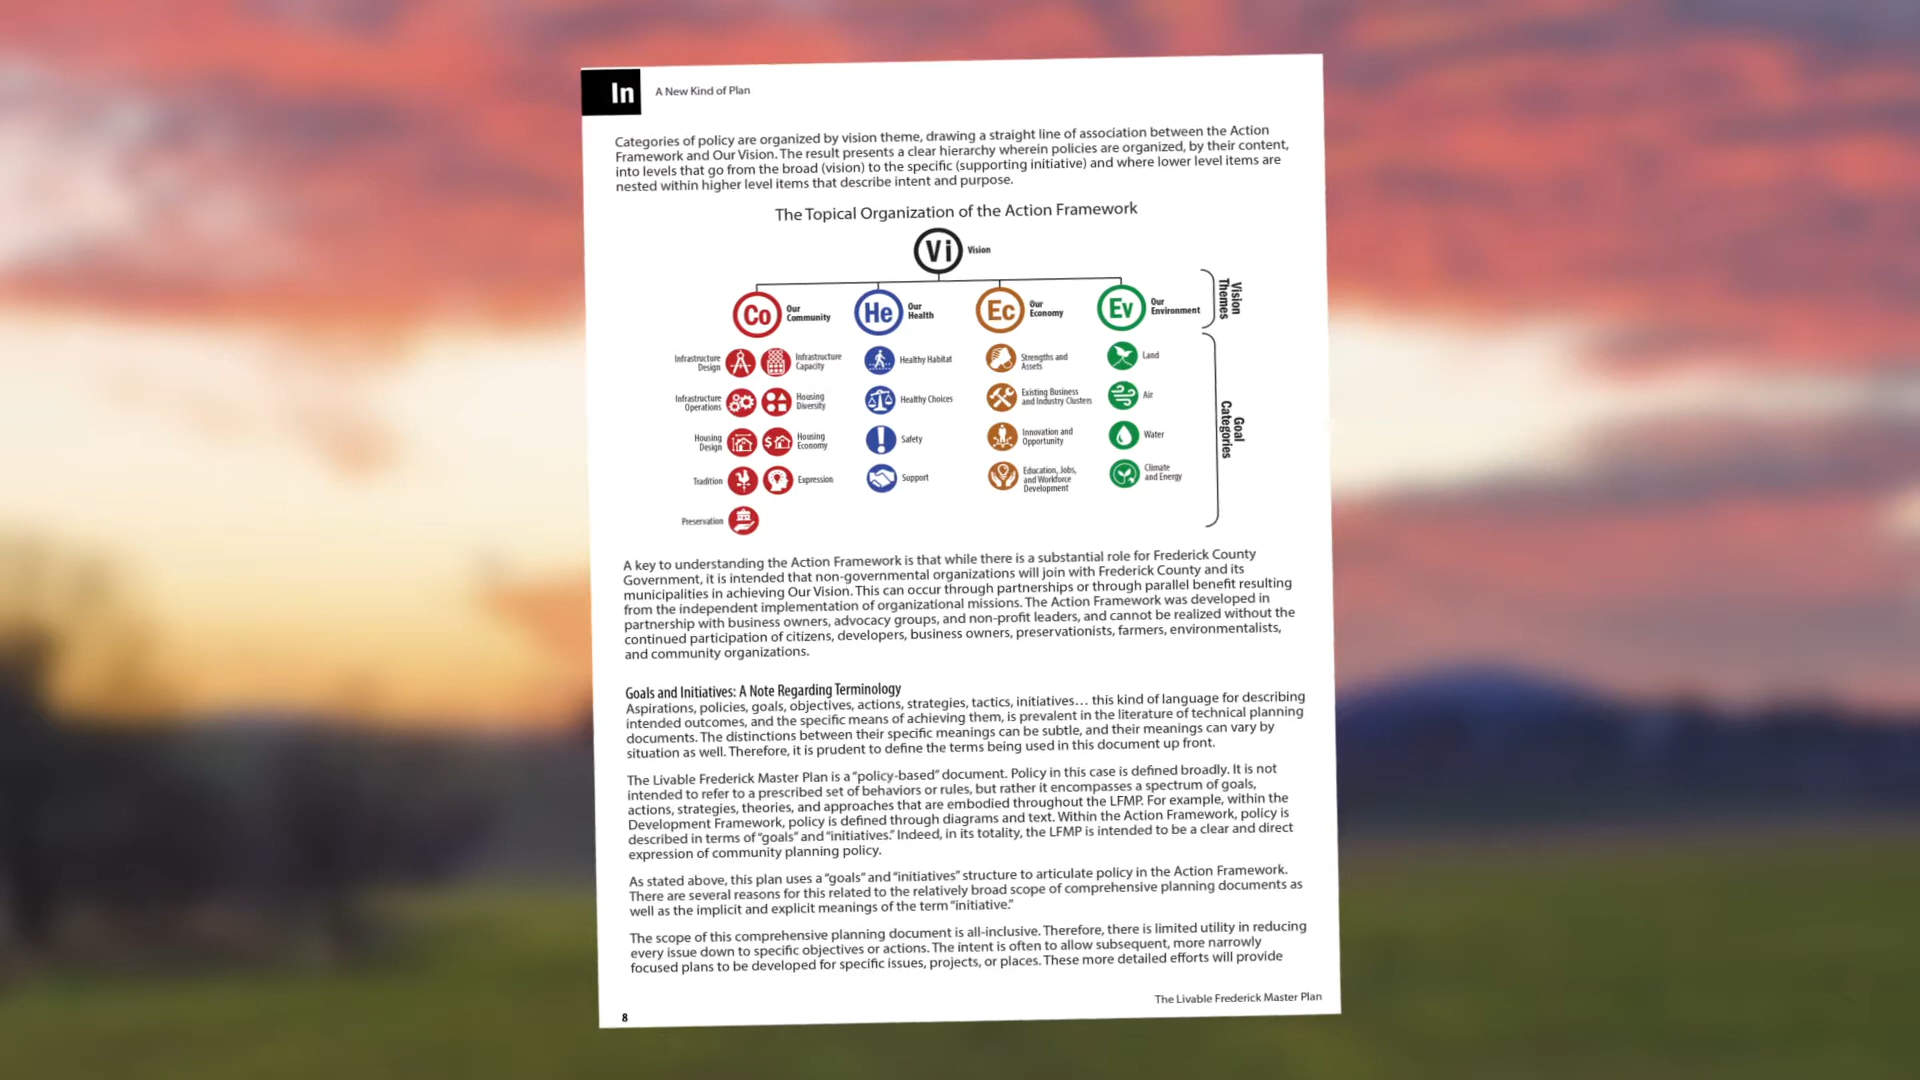 In
A New Kind of Plan
Categories of policy are organized by vision theme, drawing a straight line of association between the Action
Framework and Our Vision. The result presents a clear hierarchy wherein policies are organized, by their content,
into levels that go from the broad (vision) to the specific (supporting initiative) and where lower level items are
nested within higher level items that describe intent and purpose.
The Topical Organization of the Action Framework
Vi
Vision
Co
Our
Community
He
Our
Health
Ec
Our
Economy
Ev
Our
Environment
Vision
Themes
Infrastructure
Design
Infrastructure
Capacity
Healthy Habitat
Strengths and
Assets
Land
Infrastructure
Operations
Housing
Diversity
Healthy Choices
Existing Business
and Industry Clusters
Air
Goal
Categories
Housing
Design
$
Housing
Economy
Safety
Innovation and
Opportunity
Water
Tradition
Expression
Support
Education, Jobs,
and Workforce
Development
Climate
and Energy
Preservation
A key to understanding the Action Framework is that while there is a substantial role for Frederick County
Government, it is intended that non-governmental organizations will join with Frederick County and its
municipalities in achieving Our Vision. This can occur through partnerships or through parallel benefit resulting
from the independent implementation of organizational missions. The Action Framework was developed in
partnership with business owners, advocacy groups, and non-profit leaders, and cannot be realized without the
continued participation of citizens, developers, business owners, preservationists, farmers, environmentalists,
and community organizations.
Goals and Initiatives: A Note Regarding Terminology
Aspirations, policies, goals, objectives, actions, strategies, tactics, initiatives… this kind of language for describing
intended outcomes, and the specific means of achieving them, is prevalent in the literature of technical planning
documents. The distinctions between their specific meanings can be subtle, and their meanings can vary by
situation as well. Therefore, it is prudent to define the terms being used in this document up front.
The Livable Frederick Master Plan is a "policy-based" document. Policy in this case is defined broadly. It is not
intended to refer to a prescribed set of behaviors or rules, but rather it encompasses a spectrum of goals,
actions, strategies, theories, and approaches that are embodied throughout the LFMP. For example, within the
Development Framework, policy is defined through diagrams and text. Within the Action Framework, policy is
described in terms of "goals" and "initiatives." Indeed, in its totality, the LFMP is intended to be a clear and direct
expression of community planning policy.
As stated above, this plan uses a "goals" and "initiatives" structure to articulate policy in the Action Framework.
There are several reasons for this related to the relatively broad scope of comprehensive planning documents as
well as the implicit and explicit meanings of the term "initiative."
The scope of this comprehensive planning document is all-inclusive. Therefore, there is limited utility in reducing
every issue down to specific objectives or actions. The intent is often to allow subsequent, more narrowly
focused plans to be developed for specific issues, projects, or places. These more detailed efforts will provide
The Livable Frederick Master Plan
8